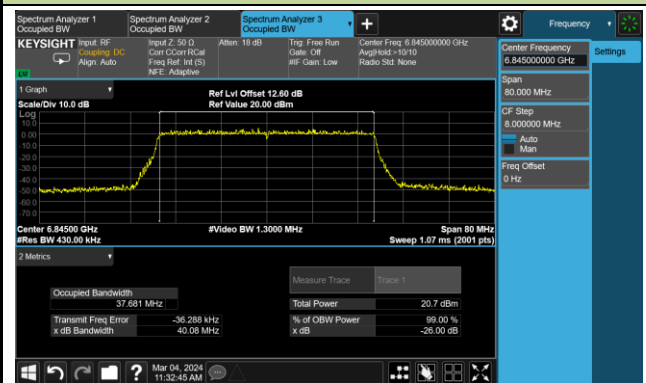 Spectrum Analyzer 1
Occupied BW
Spectrum Analyzer 2
Occupied BW
Spectrum Analyzer 3
Occupied BW
Frequency
KEYSIGHT
Input: RF
Coupling: DC
Align: Auto
Input Z: 50 Ω
Corr CCorr RCal
Freq Ref: Int (S)
NFE: Adaptive
Atten: 18 dB
Trig: Free Run
Gate: Off
#IF Gain: Low
Center Freq: 6.845000000 GHz
Avg|Hold:>10/10
Radio Std: None
Center Frequency
6.845000000 GHz
Settings
Span
80.000 MHz
CF Step
8.000000 MHz
Auto
Man
Freq Offset
0 Hz
1 Graph
Scale/Div 10.0 dB
Ref Lvl Offset 12.60 dB
Ref Value 20.00 dBm
Log
10.0
0.00
-10.0
-20.0
-30.0
-40.0
-50.0
-60.0
-70.0
Center 6.84500 GHz
#Res BW 430.00 kHz
#Video BW 1.3000 MHz
Span 80 MHz
Sweep 1.07 ms (2001 pts)
2 Metrics
Measure Trace
Trace 1
Occupied Bandwidth
37.681 MHz
Total Power
20.7 dBm
Transmit Freq Error
-36.288 kHz
% of OBW Power
99.00 %
x dB Bandwidth
40.08 MHz
x dB
-26.00 dB
?
Mar 04, 2024
11:32:45 AM